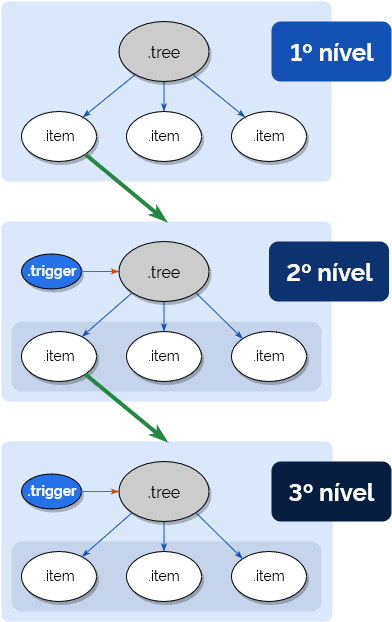 .tree
1º nível
.item
.item
.item
.trigger
.tree
2º nível
.item
.item
.item
.trigger
.tree
3º nível
.item
.item
.item